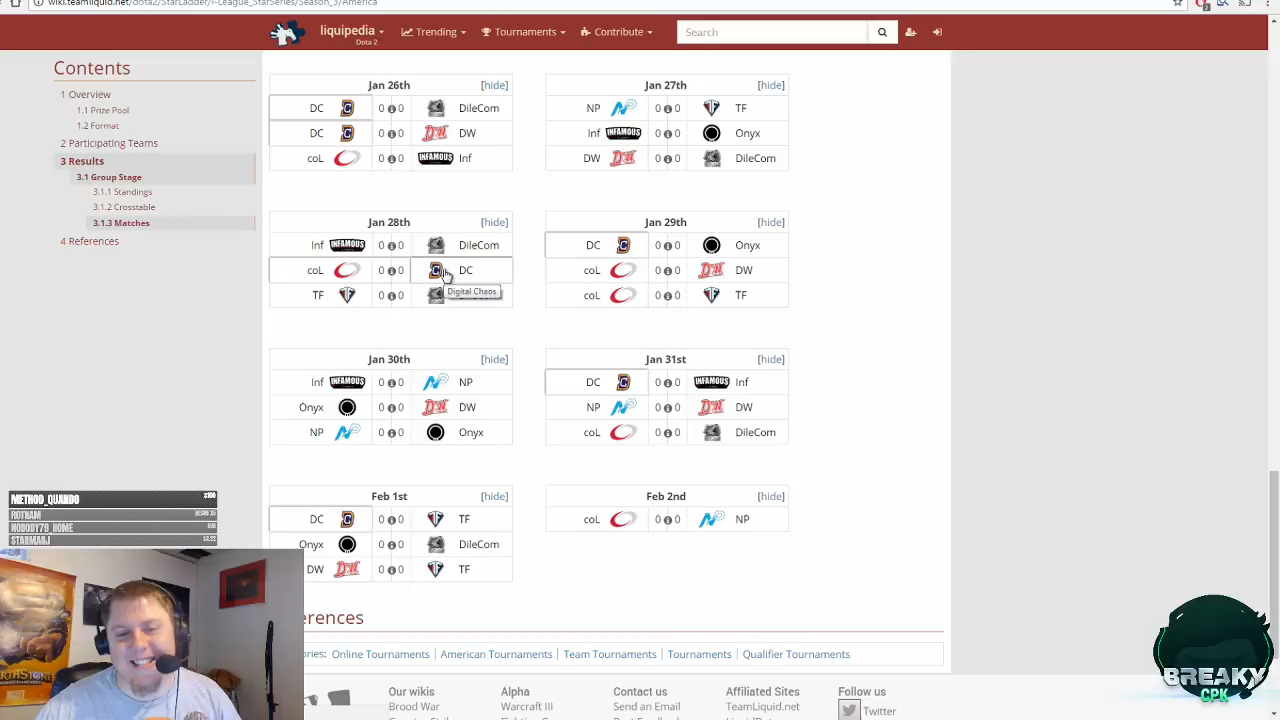 wiki.teamliquid.net/dota2/StarLadder/i-League_StarSeries/Season_3/America
liquipedia
Dota 2
Trending
Tournaments
Contribute
Search
Contents
1 Overview
1.1 Prize Pool
1.2 Format
2 Participating Teams
3 Results
3.1 Group Stage
3.1.1 Standings
3.1.2 Crosstable
3.1.3 Matches
4 References
Jan 26th [hide]
DC 0 0 DileCom
DC 0 0 DW
coL 0 0 INFAMOUS Inf
Jan 27th [hide]
NP 0 0 TF
Inf INFAMOUS 0 0 Onyx
DW 0 0 DileCom
Jan 28th [hide]
Inf INFAMOUS 0 0 DileCom
coL 0 0 DC
Digital Chaos
TF 0 0
Jan 29th [hide]
DC 0 0 Onyx
coL 0 0 DW
coL 0 0 TF
Jan 30th [hide]
Inf INFAMOUS 0 0 NP
Onyx 0 0 DW
NP 0 0 Onyx
Jan 31st [hide]
DC 0 0 INFAMOUS Inf
NP 0 0 DW
coL 0 0 DileCom
Feb 1st [hide]
DC 0 0 TF
Onyx 0 0 DileCom
DW 0 0 TF
Feb 2nd [hide]
coL 0 0 NP
METHOD_QUANDO $100
ROTHAM
NOBODY79_HOME
STARMANJ
erences
ries: Online Tournaments | American Tournaments | Team Tournaments | Tournaments | Qualifier Tournaments
Our wikis
Brood War
Alpha
Warcraft III
Contact us
Send an Email
Affiliated Sites
TeamLiquid.net
Follow us
Twitter
BREAKY
CPK